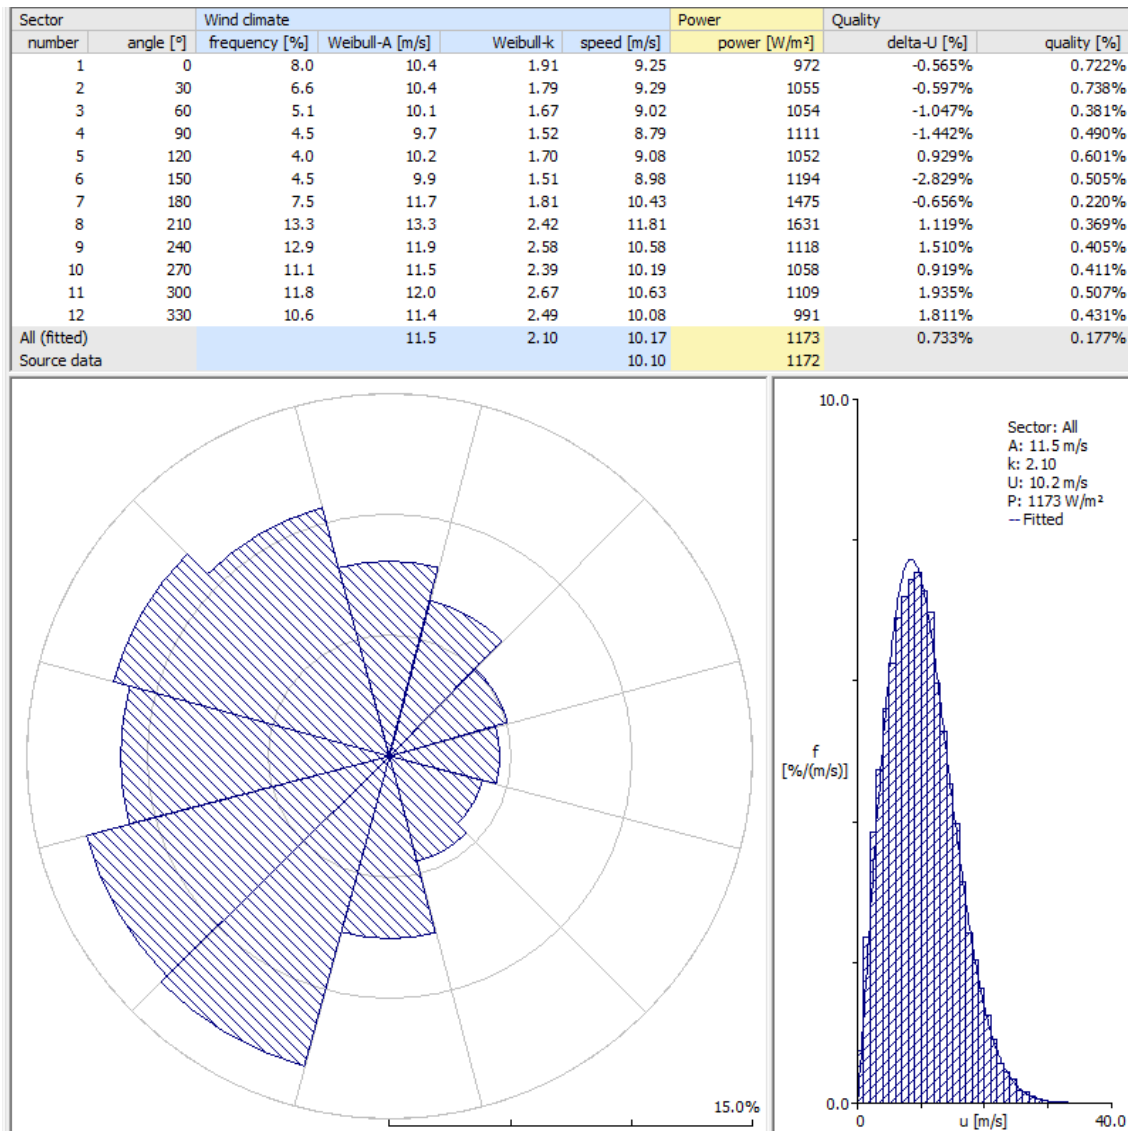 Sector Wind climate Power Quality
number angle [°] frequency [%] Weibull-A [m/s] Weibull-k speed [m/s] power [W/m²] delta-U [%] quality [%]
1 0 8.0 10.4 1.91 9.25 972 -0.565% 0.722%
2 30 6.6 10.4 1.79 9.29 1055 -0.597% 0.738%
3 60 5.1 10.1 1.67 9.02 1054 -1.047% 0.381%
4 90 4.5 9.7 1.52 8.79 1111 -1.442% 0.490%
5 120 4.0 10.2 1.70 9.08 1052 0.929% 0.601%
6 150 4.5 9.9 1.51 8.98 1194 -2.829% 0.505%
7 180 7.5 11.7 1.81 10.43 1475 -0.656% 0.220%
8 210 13.3 13.3 2.42 11.81 1631 1.119% 0.369%
9 240 12.9 11.9 2.58 10.58 1118 1.510% 0.405%
10 270 11.1 11.5 2.39 10.19 1058 0.919% 0.411%
11 300 11.8 12.0 2.67 10.63 1109 1.935% 0.507%
12 330 10.6 11.4 2.49 10.08 991 1.811% 0.431%
All (fitted) 11.5 2.10 10.17 1173 0.733% 0.177%
Source data 10.10 1172
15.0%
10.0
Sector: All
A: 11.5 m/s
k: 2.10
U: 10.2 m/s
P: 1173 W/m²
-- Fitted
f
[%/(m/s)]
0.0
0 u [m/s] 40.0